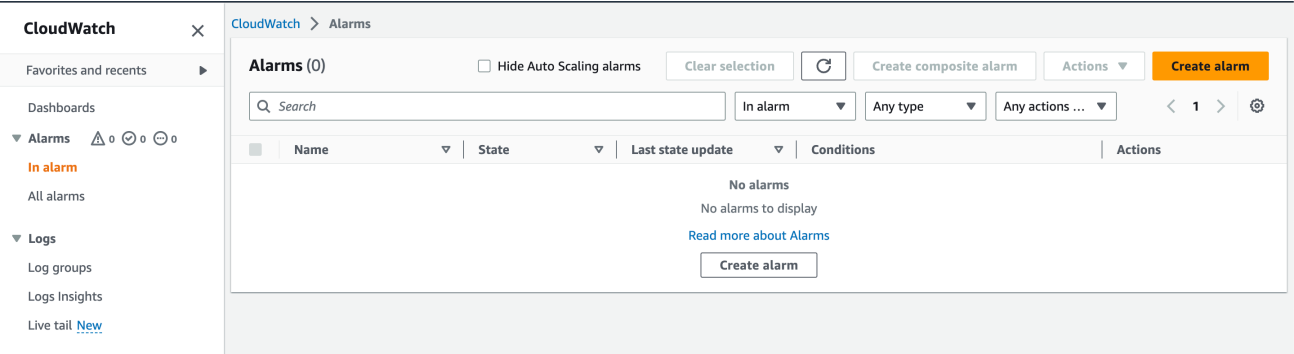 CloudWatch
Favorites and recents
Dashboards
Alarms 0 0 0
In alarm
All alarms
Logs
Log groups
Logs Insights
Live tail New
CloudWatch Alarms
Alarms (0) Hide Auto Scaling alarms Clear selection Create composite alarm Actions Create alarm
Search In alarm Any type Any actions ... 1
Name State Last state update Conditions Actions
No alarms
No alarms to display
Read more about Alarms
Create alarm